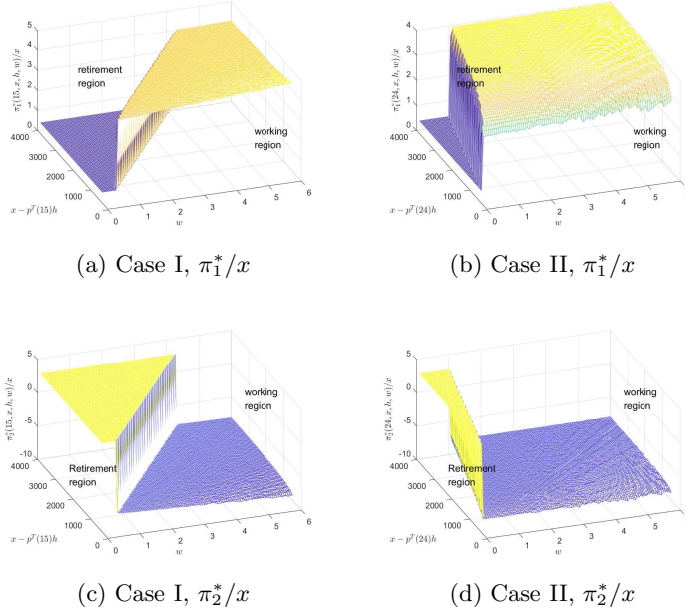 5
4
3
2
1
0
π₁*(15, x, h, w)/x
retirement
region
working
region
4000
3000
2000
1000
0
x − pᵀ(15)h
0 1 2 3 4 5 6
w
(a) Case I, π₁*/x
4
3
2
1
0
π₁*(24, x, h, w)/x
retirement
region
working
region
4000
3000
2000
1000
0
x − pᵀ(24)h
0 1 2 3 4 5
w
(b) Case II, π₁*/x
5
0
-5
-10
π₂*(15, x, h, w)/x
working
region
Retirement
region
4000
3000
2000
1000
0
x − pᵀ(15)h
0 1 2 3 4 5 6
w
(c) Case I, π₂*/x
5
0
-5
-10
π₂*(24, x, h, w)/x
working
region
Retirement
region
4000
3000
2000
1000
0
x − pᵀ(24)h
0 1 2 3 4 5
w
(d) Case II, π₂*/x